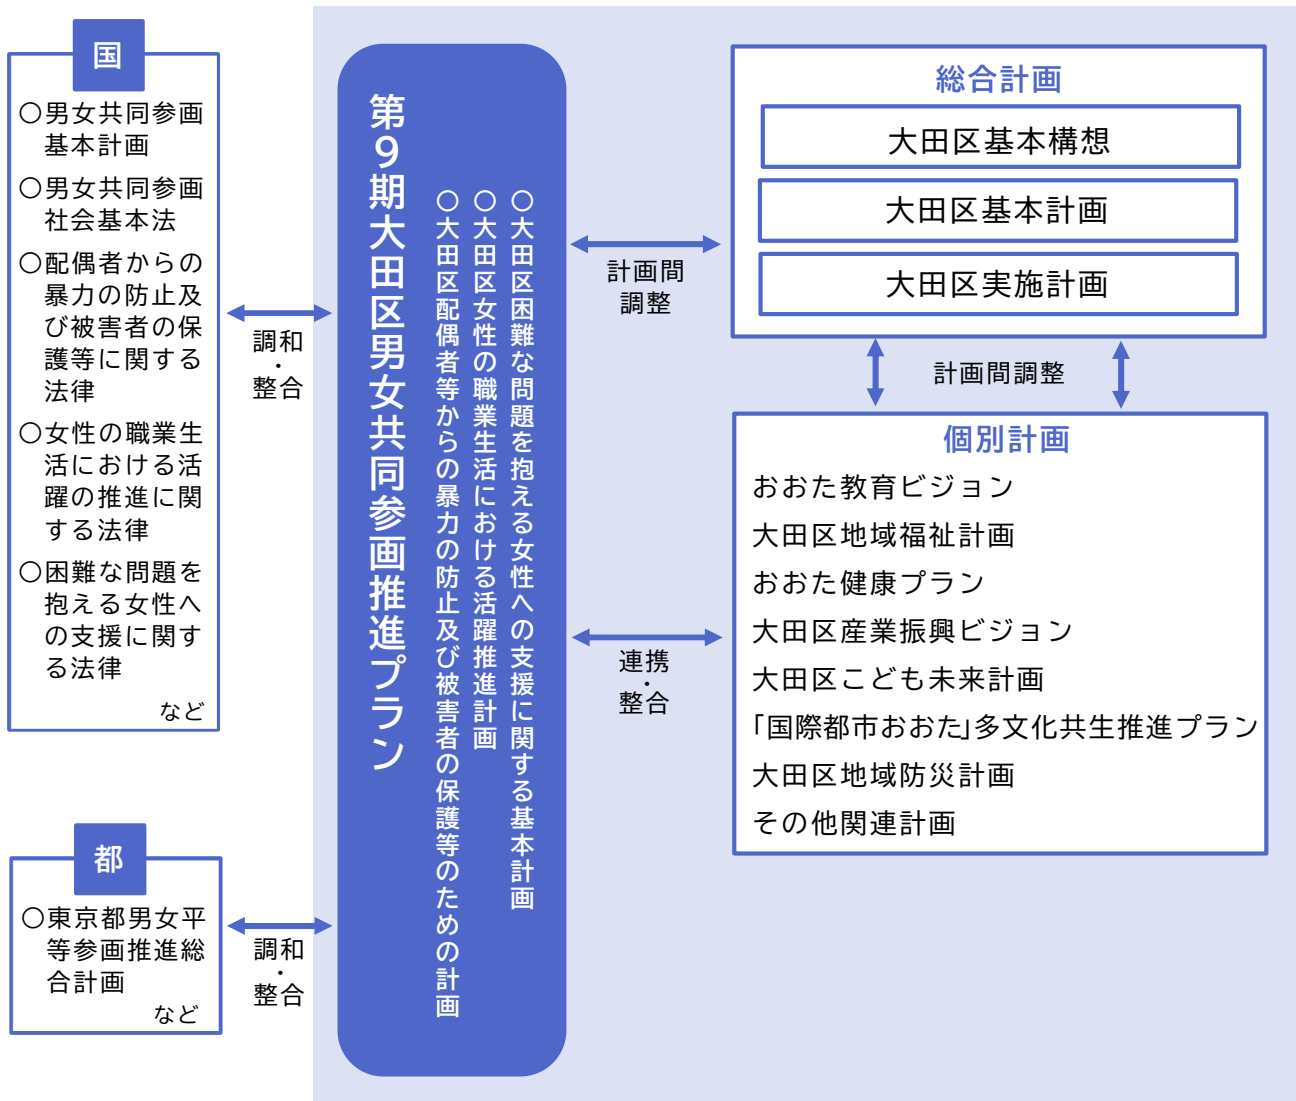 国
○男女共同参画
基本計画
○男女共同参画
社会基本法
○配偶者からの
暴力の防止及
び被害者の保
護等に関する
法律
○女性の職業生
活における活
躍の推進に関
する法律
○困難な問題を
抱える女性へ
の支援に関す
る法律
など
都
○東京都男女平
等参画推進総
合計画
など
調和
・
整合
調和
・
整合
第9期大田区男女共同参画推進プラン
○大田区困難な問題を抱える女性への支援に関する基本計画
○大田区女性の職業生活における活躍推進計画
○大田区配偶者等からの暴力の防止及び被害者の保護等のための計画
計画間
調整
連携
・
整合
総合計画
大田区基本構想
大田区基本計画
大田区実施計画
計画間調整
個別計画
おおた教育ビジョン
大田区地域福祉計画
おおた健康プラン
大田区産業振興ビジョン
大田区こども未来計画
「国際都市おおた」多文化共生推進プラン
大田区地域防災計画
その他関連計画